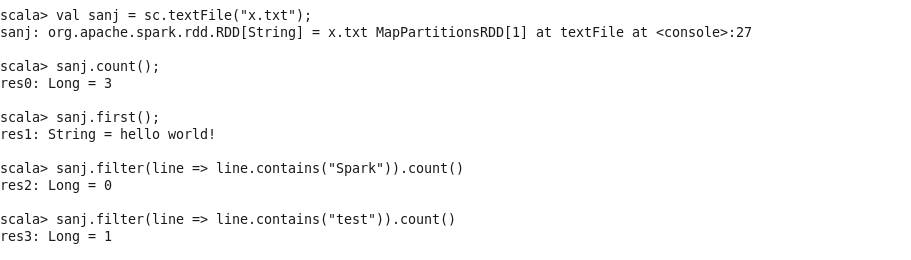 scala> val sanj = sc.textFile("x.txt");
sanj: org.apache.spark.rdd.RDD[String] = x.txt MapPartitionsRDD[1] at textFile at <console>:27
scala> sanj.count();
res0: Long = 3
scala> sanj.first();
res1: String = hello world!
scala> sanj.filter(line => line.contains("Spark")).count()
res2: Long = 0
scala> sanj.filter(line => line.contains("test")).count()
res3: Long = 1